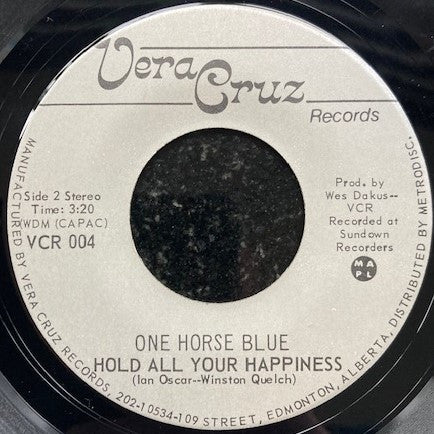 Vera Cruz
Records
Side 2 Stereo
Time: 3:20
WDM (CAPAC)
VCR 004
Prod. by
Wes Dakus--
VCR
Recorded at
Sundown
Recorders
M A P L
ONE HORSE BLUE
HOLD ALL YOUR HAPPINESS
(Ian Oscar--Winston Quelch)
MANUFACTURED BY VERA CRUZ RECORDS, 202-10534-109 STREET, EDMONTON, ALBERTA, DISTRIBUTED BY METRODISC.